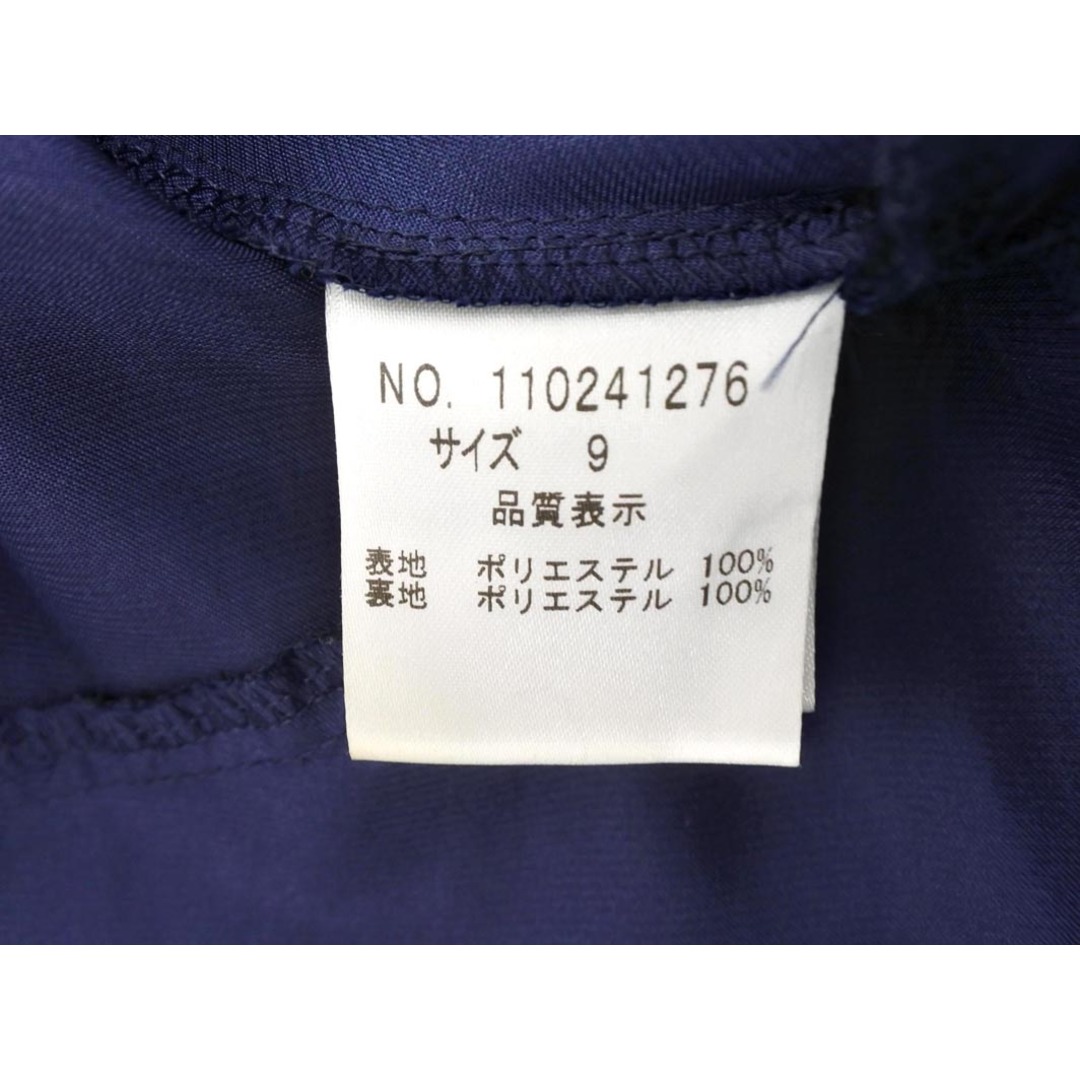 NO. 110241276
サイズ 9
品質表示
表地 ポリエステル 100%
裏地 ポリエステル 100%